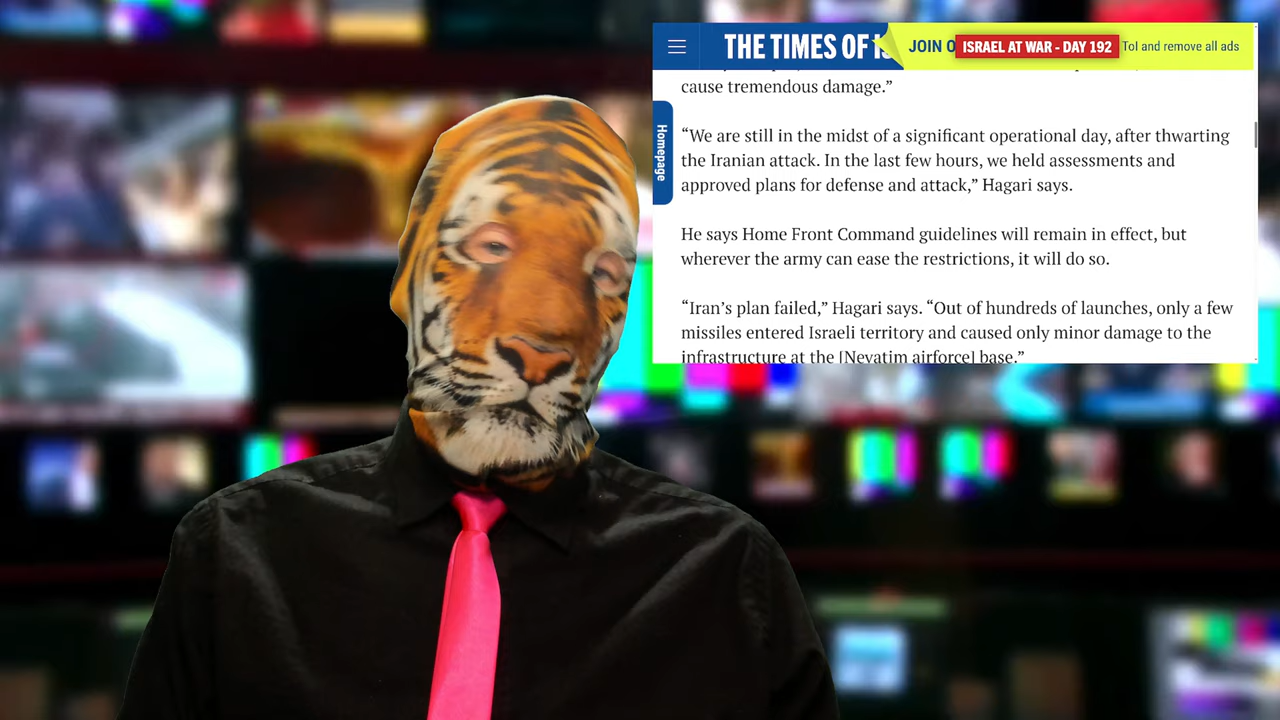 THE TIMES OF
JOIN
ISRAEL AT WAR - DAY 192
ToI and remove all ads
cause tremendous damage.”
Homepage
“We are still in the midst of a significant operational day, after thwarting
the Iranian attack. In the last few hours, we held assessments and
approved plans for defense and attack,” Hagari says.
He says Home Front Command guidelines will remain in effect, but
wherever the army can ease the restrictions, it will do so.
“Iran’s plan failed,” Hagari says. “Out of hundreds of launches, only a few
missiles entered Israeli territory and caused only minor damage to the
infrastructure at the [Nevatim airforce] base.”